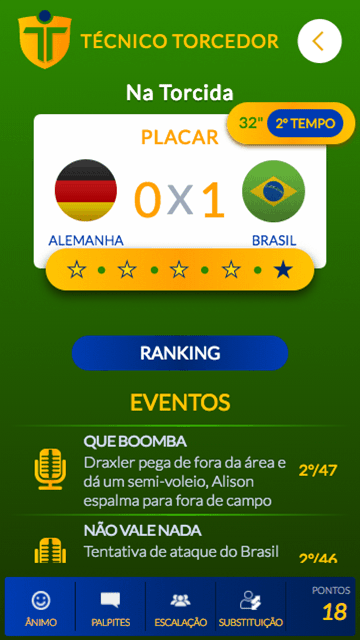 TÉCNICO TORCEDOR
Na Torcida
32" 2º TEMPO
PLACAR
0 X 1
ALEMANHA BRASIL
RANKING
EVENTOS
QUE BOOMBA
Draxler pega de fora da área e
dá um semi-voleio, Alison
espalma para fora de campo
2º/47
NÃO VALE NADA
Tentativa de ataque do Brasil
2º/46
ÂNIMO
PALPITES
ESCALAÇÃO
SUBSTITUIÇÃO
PONTOS
18